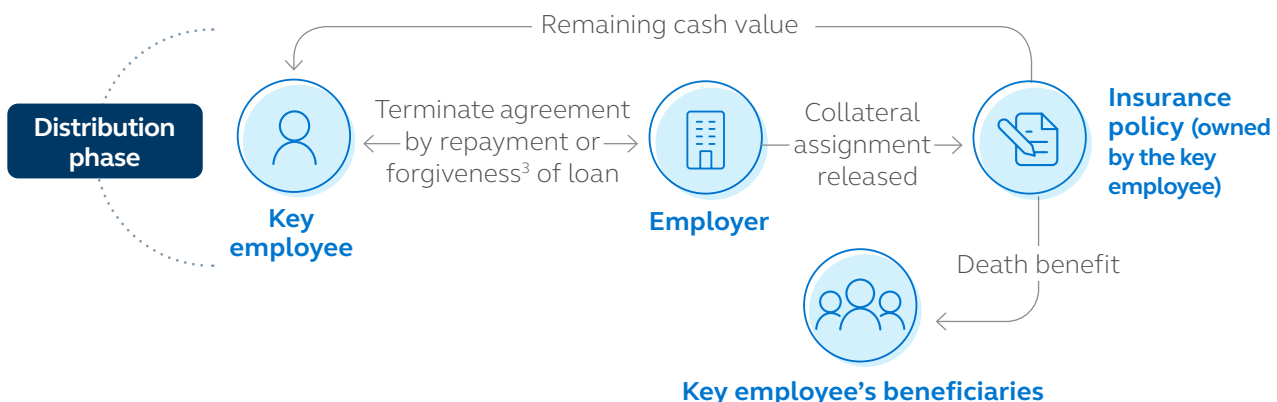 Remaining cash value
Distribution
phase
Terminate agreement
by repayment or
forgiveness³ of loan
Collateral
assignment
released
Insurance
policy (owned
by the key
employee)
Key
employee
Employer
Death benefit
Key employee's beneficiaries